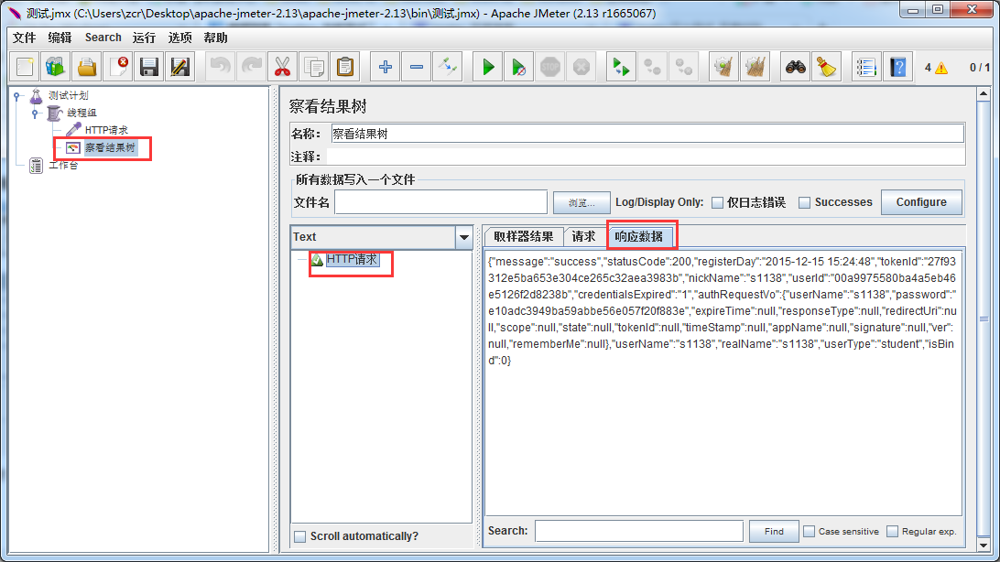 测试.jmx (C:\Users\zcr\Desktop\apache-jmeter-2.13\apache-jmeter-2.13\bin\测试.jmx) - Apache JMeter (2.13 r1665067)
文件 编辑 Search 运行 选项 帮助
STOP 4 0 / 1
测试计划
线程组
HTTP请求
察看结果树
工作台
察看结果树
名称: 察看结果树
注释:
所有数据写入一个文件
文件名 浏览... Log/Display Only: 仅日志错误 Successes Configure
Text
HTTP请求
Scroll automatically?
取样器结果 请求 响应数据
{"message":"success","statusCode":200,"registerDay":"2015-12-15 15:24:48","tokenId":"27f93
312e5ba653e304ce265c32aea3983b","nickName":"s1138","userId":"00a9975580ba4a5eb46
e5126f2d8238b","credentialsExpired":"1","authRequestVo":{"userName":"s1138","password":"
e10adc3949ba59abbe56e057f20f883e","expireTime":null,"responseType":null,"redirectUri":nu
ll,"scope":null,"state":null,"tokenId":null,"timeStamp":null,"appName":null,"signature":null,"ver":
null,"rememberMe":null},"userName":"s1138","realName":"s1138","userType":"student","isBin
d":0}
Search: Find Case sensitive Regular exp.